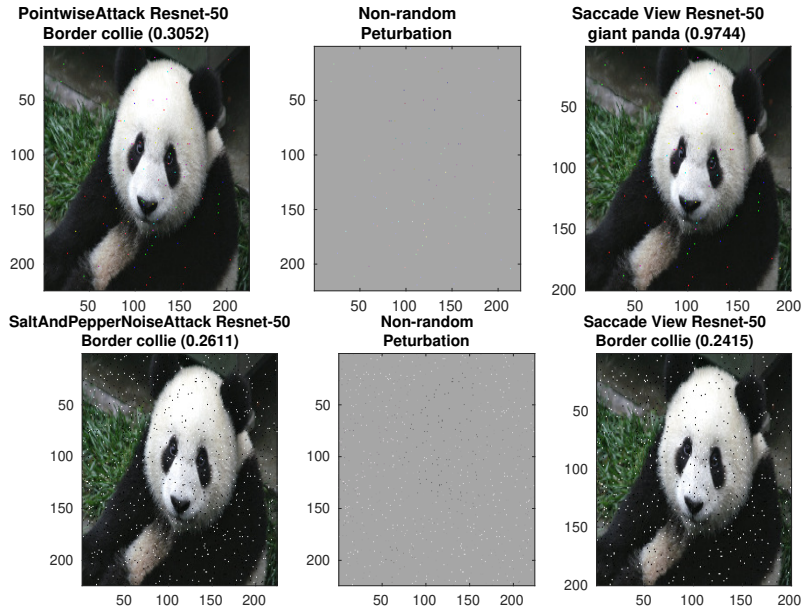 PointwiseAttack Resnet-50
Border collie (0.3052)
Non-random
Peturbation
Saccade View Resnet-50
giant panda (0.9744)
50
100
150
200
50 100 150 200
50
100
150
200
50 100 150 200
50
100
150
200
50 100 150 200
SaltAndPepperNoiseAttack Resnet-50
Border collie (0.2611)
Non-random
Peturbation
Saccade View Resnet-50
Border collie (0.2415)
50
100
150
200
50 100 150 200
50
100
150
200
50 100 150 200
50
100
150
200
50 100 150 200